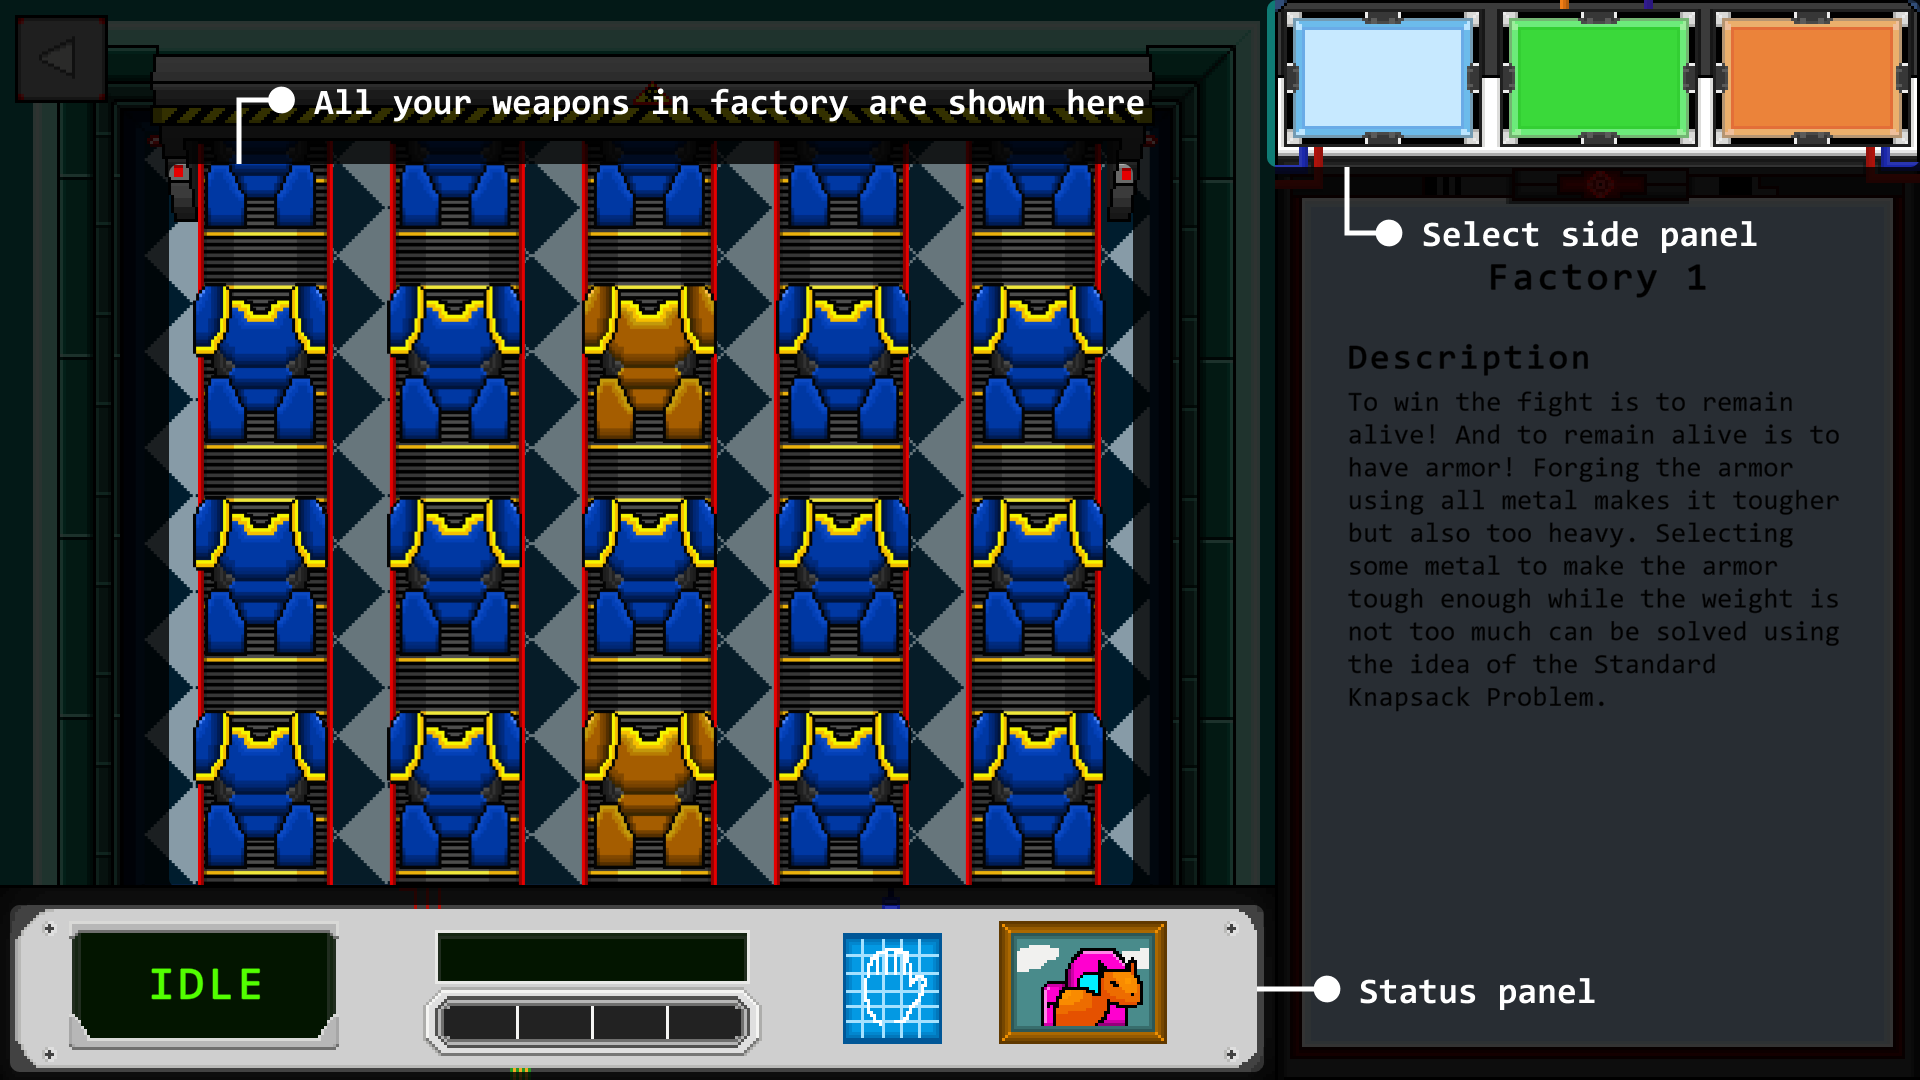 All your weapons in factory are shown here
Select side panel
Factory 1
Description
To win the fight is to remain
alive! And to remain alive is to
have armor! Forging the armor
using all metal makes it tougher
but also too heavy. Selecting
some metal to make the armor
tough enough while the weight is
not too much can be solved using
the idea of the Standard
Knapsack Problem.
IDLE
Status panel